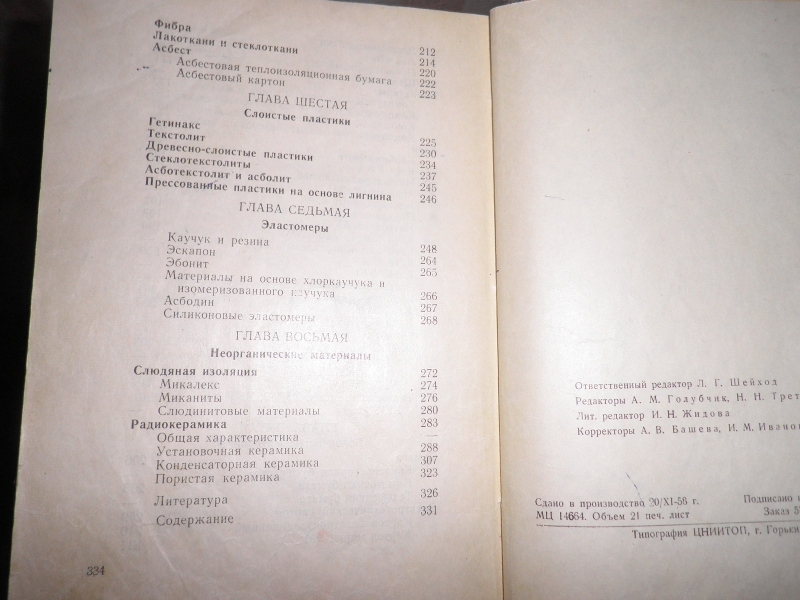 Фибра 212
Лакоткани и стеклоткани 214
Асбест 220
Асбестовая теплоизоляционная бумага 222
Асбестовый картон 223
ГЛАВА ШЕСТАЯ
Слоистые пластики
Гетинакс 225
Текстолит 230
Древесно-слоистые пластики 234
Стеклотекстолиты 237
Асботекстолит и асболит 245
Прессованные пластики на основе лигнина 246
ГЛАВА СЕДЬМАЯ
Эластомеры
Каучук и резина 248
Эскапон 264
Эбонит 265
Материалы на основе хлоркаучука и
изомеризованного каучука 266
Асбодин 267
Силиконовые эластомеры 268
ГЛАВА ВОСЬМАЯ
Неорганические материалы
Слюдяная изоляция 272
Микалекс 274
Миканиты 276
Слюдинитовые материалы 280
Радиокерамика 283
Общая характеристика —
Установочная керамика 288
Конденсаторная керамика 307
Пористая керамика 323
Литература 326
Содержание 331
334
Ответственный редактор Л. Г. Шейход
Редакторы А. М. Голубчик, Н. Н. Трет
Лит. редактор И. Н. Жидова
Корректоры А. В. Башева, И. М. Иванов
Сдано в производство 20/XI-56 г. Подписано
МЦ 14664. Объем 21 печ. лист Заказ 5
Типография ЦНИИТОП, г. Горьки